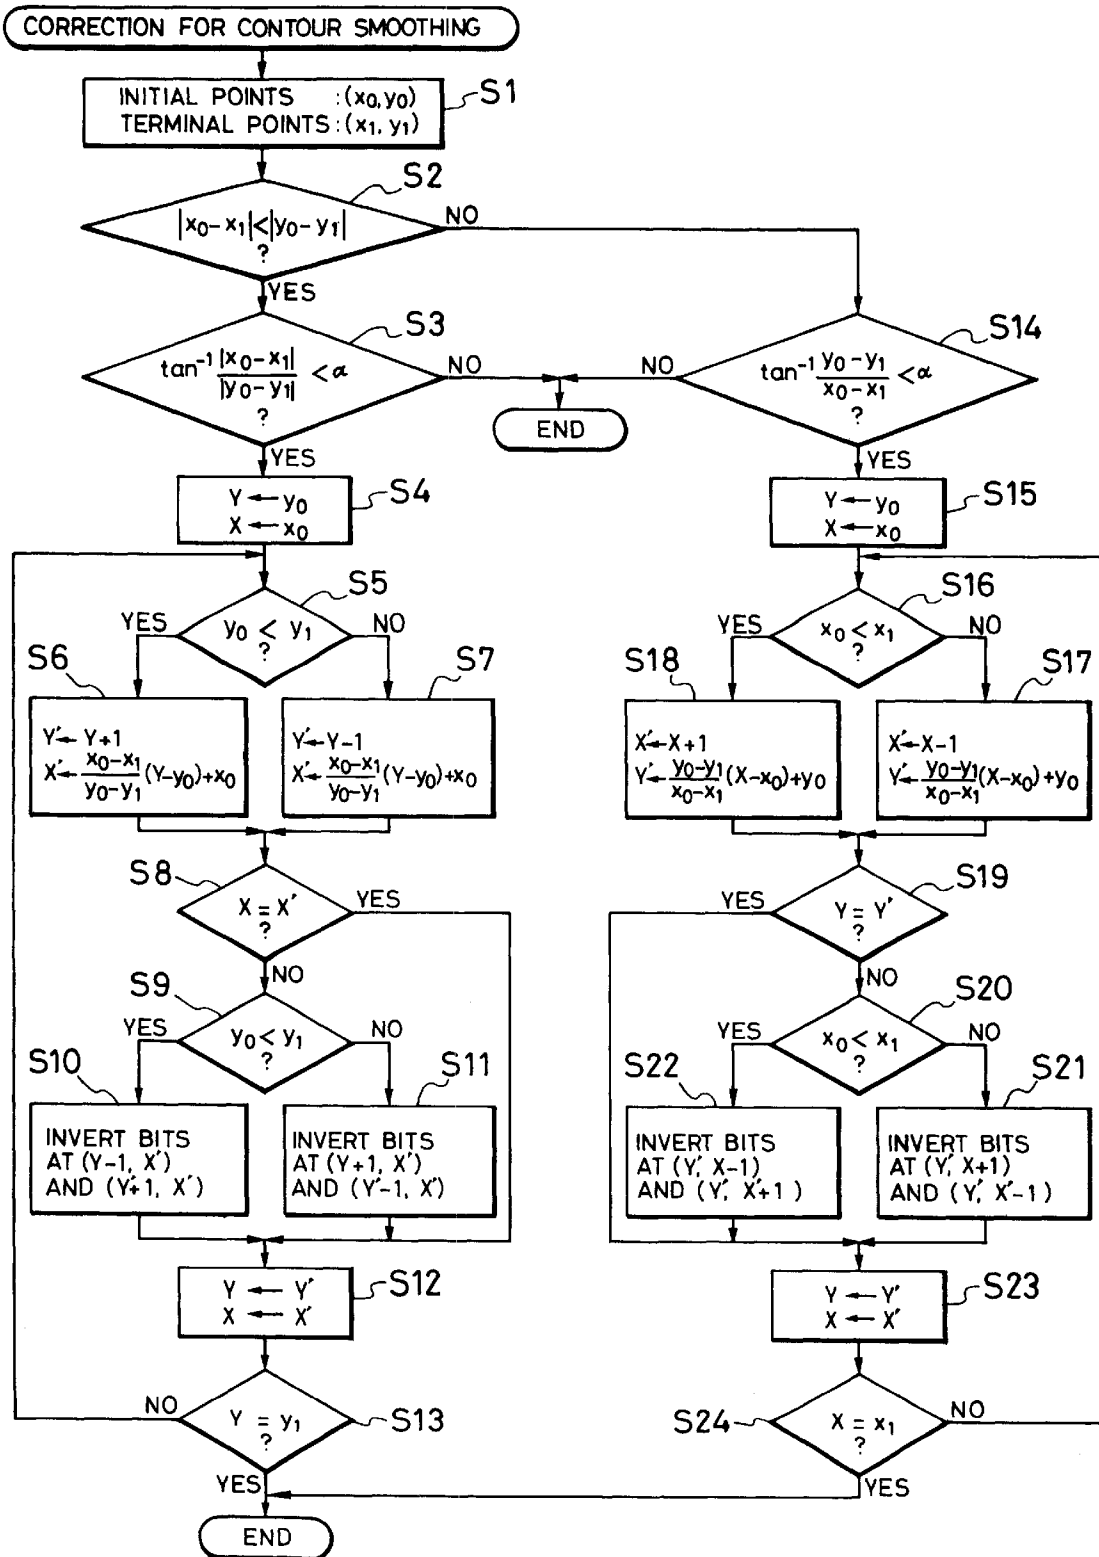 CORRECTION FOR CONTOUR SMOOTHING
INITIAL POINTS : (x0, y0)
TERMINAL POINTS : (x1, y1)
S1
S2
|x0 - x1| < |y0 - y1|
?
NO
YES
S3
tan⁻¹ |x0 - x1| / |y0 - y1| < α
?
NO
YES
END
S14
NO
tan⁻¹ y0 - y1 / x0 - x1 < α
?
YES
S4
Y ← y0
X ← x0
S15
Y ← y0
X ← x0
S5
YES
y0 < y1
?
NO
S16
YES
x0 < x1
?
NO
S6
Y' ← Y+1
X' ← x0 - x1 / y0 - y1 (Y - y0) + x0
S7
Y' ← Y-1
X' ← x0 - x1 / y0 - y1 (Y - y0) + x0
S18
X' ← X+1
Y' ← y0 - y1 / x0 - x1 (X - x0) + y0
S17
X' ← X-1
Y' ← y0 - y1 / x0 - x1 (X - x0) + y0
S8
X = X'
?
YES
NO
S19
YES
Y = Y'
?
NO
S9
YES
y0 < y1
?
NO
S20
YES
x0 < x1
?
NO
S10
INVERT BITS
AT (Y-1, X')
AND (Y'+1, X')
S11
INVERT BITS
AT (Y+1, X')
AND (Y'-1, X')
S22
INVERT BITS
AT (Y', X-1)
AND (Y', X'+1)
S21
INVERT BITS
AT (Y', X+1)
AND (Y', X'-1)
S12
Y ← Y'
X ← X'
S23
Y ← Y'
X ← X'
S13
NO
Y = y1
?
YES
S24
X = x1
?
NO
YES
END